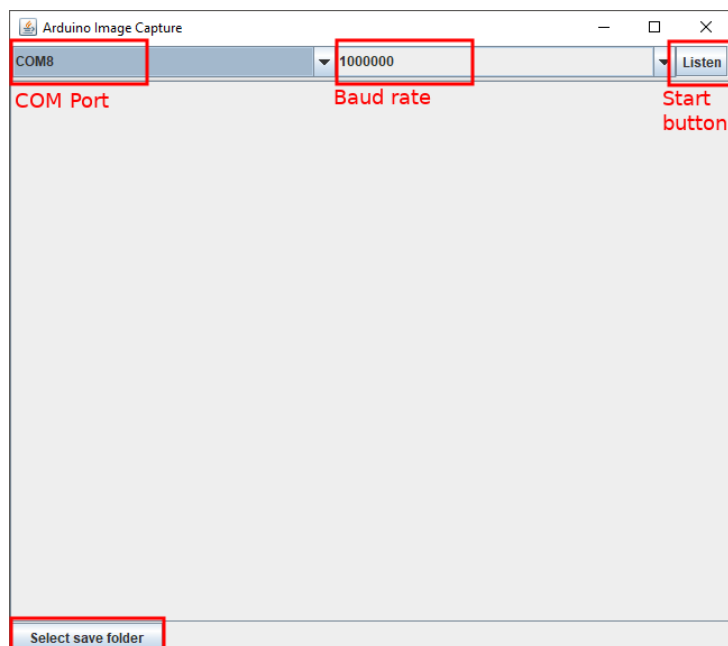 Arduino Image Capture
COM8 1000000 Listen
COM Port Baud rate Start
button
Select save folder